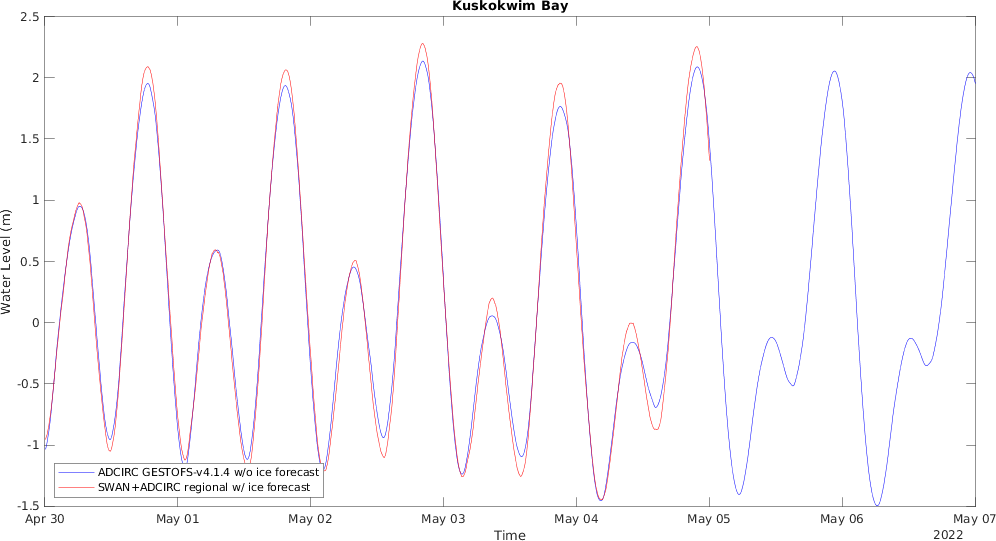 Kuskokwim Bay
2.5
2
1.5
1
0.5
0
-0.5
-1
-1.5
Water Level (m)
ADCIRC GESTOFS-v4.1.4 w/o ice forecast
SWAN+ADCIRC regional w/ ice forecast
Apr 30 May 01 May 02 May 03 May 04 May 05 May 06 May 07
Time
2022